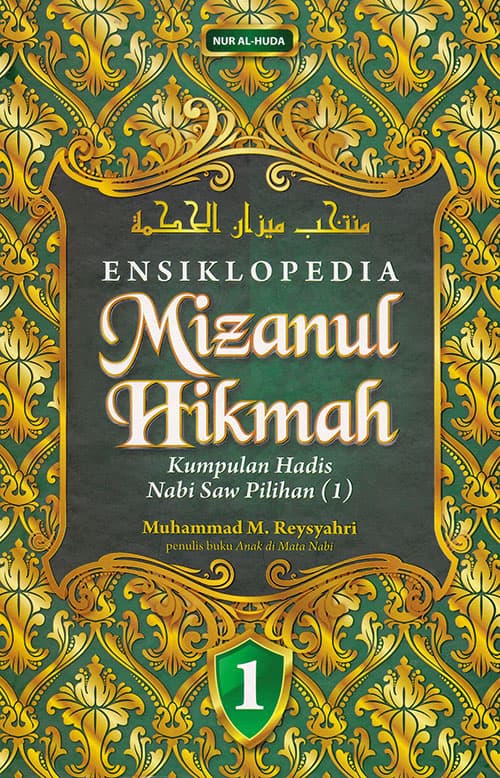 NUR AL-HUDA
منتخب ميزان الحكمة
ENSIKLOPEDIA
Mizanul
Hikmah
Kumpulan Hadis
Nabi Saw Pilihan (1)
Muhammad M. Reysyahri
penulis buku Anak di Mata Nabi
1